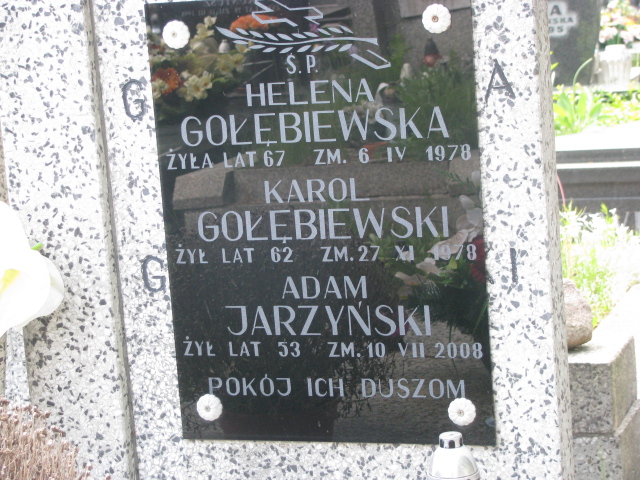 Ś.P.
HELENA
GOŁĘBIEWSKA
ŻYŁA LAT 67 ZM. 6 IV 1978
KAROL
GOŁĘBIEWSKI
ŻYŁ LAT 62 ZM. 27 XI 1978
ADAM
JARZYŃSKI
ŻYŁ LAT 53 ZM. 10 VII 2008
POKÓJ ICH DUSZOM
G
A
G
I